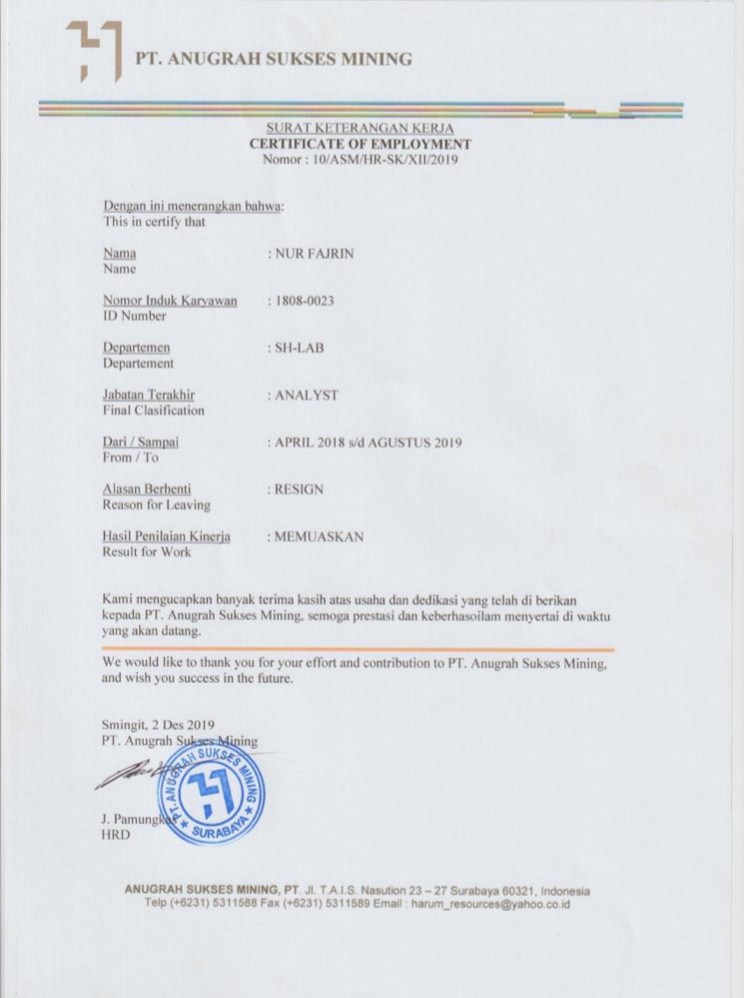 PT. ANUGRAH SUKSES MINING
SURAT KETERANGAN KERJA
CERTIFICATE OF EMPLOYMENT
Nomor : 10/ASM/HR-SK/XII/2019
Dengan ini menerangkan bahwa:
This in certify that
Nama : NUR FAJRIN
Name
Nomor Induk Karyawan : 1808-0023
ID Number
Departemen : SH-LAB
Departement
Jabatan Terakhir : ANALYST
Final Clasification
Dari / Sampai : APRIL 2018 s/d AGUSTUS 2019
From / To
Alasan Berhenti : RESIGN
Reason for Leaving
Hasil Penilaian Kinerja : MEMUASKAN
Result for Work
Kami mengucapkan banyak terima kasih atas usaha dan dedikasi yang telah di berikan
kepada PT. Anugrah Sukses Mining, semoga prestasi dan keberhasoilam menyertai di waktu
yang akan datang.
We would like to thank you for your effort and contribution to PT. Anugrah Sukses Mining,
and wish you success in the future.
Smingit, 2 Des 2019
PT. Anugrah Sukses Mining
PT. ANUGRAH SUKSES MINING
SURABAYA
J. Pamungkas
HRD
ANUGRAH SUKSES MINING, PT. Jl. T.A.I.S. Nasution 23 – 27 Surabaya 60321, Indonesia
Telp (+6231) 5311588 Fax (+6231) 5311589 Email : harum_resources@yahoo.co.id